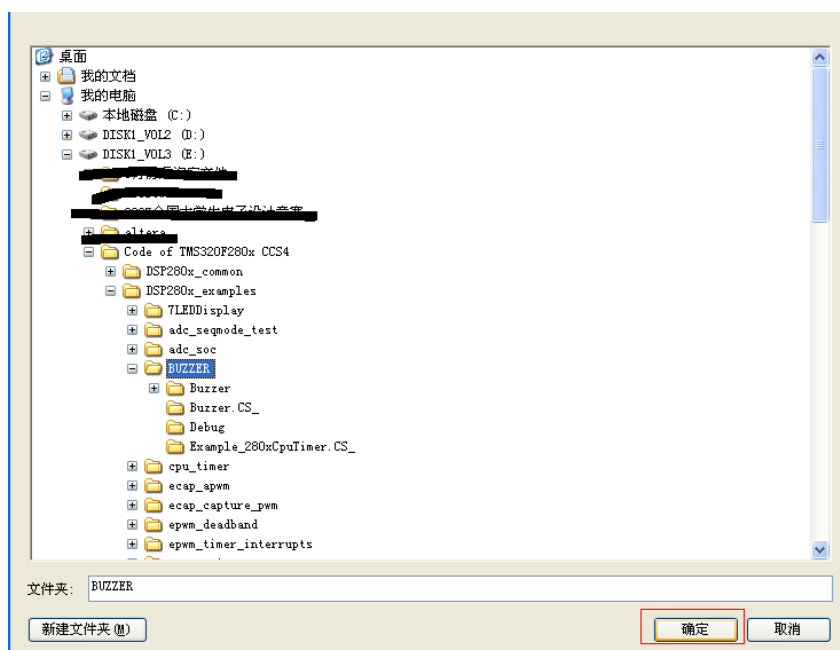 桌面
我的文档
我的电脑
本地磁盘 (C:)
DISK1_VOL2 (D:)
DISK1_VOL3 (E:)
altera
Code of TMS320F280x CCS4
DSP280x_common
DSP280x_examples
7LEDDisplay
adc_seqmode_test
adc_soc
BUZZER
Buzzer
Buzzer.CS_
Debug
Example_280xCpuTimer.CS_
cpu_timer
ecap_apwm
ecap_capture_pwm
epwm_deadband
epwm_timer_interrupts
文件夹: BUZZER
新建文件夹(M) 确定 取消